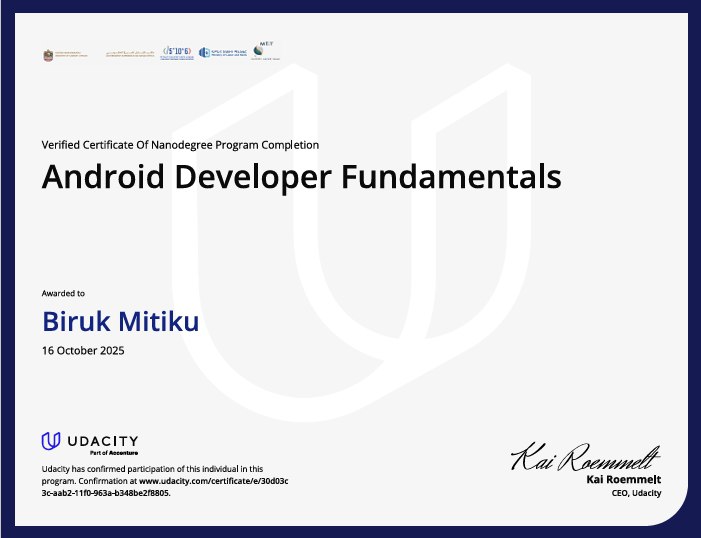 MInT
Verified Certificate Of Nanodegree Program Completion
Android Developer Fundamentals
Awarded to
Biruk Mitiku
16 October 2025
UDACITY
Part of Accenture
Udacity has confirmed participation of this individual in this
program. Confirmation at www.udacity.com/certificate/e/30d03c
3c-aab2-11f0-963a-b348be2f8805.
Kai Roemmelt
Kai Roemmelt
CEO, Udacity